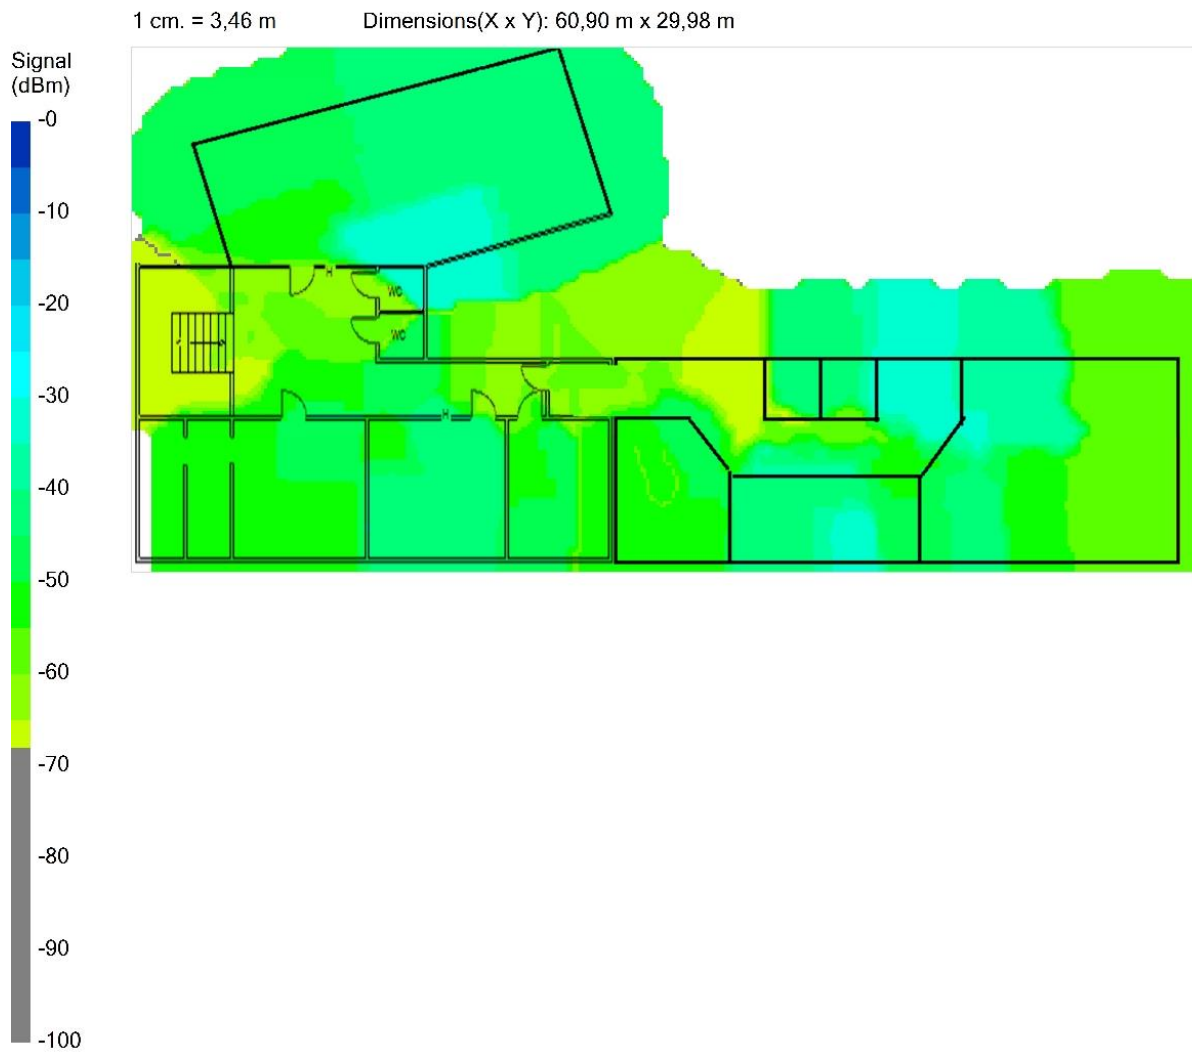 1 cm. = 3,46 m Dimensions(X x Y): 60,90 m x 29,98 m
Signal
(dBm)
-0
-10
-20
-30
-40
-50
-60
-70
-80
-90
-100
H
WC
WC
H